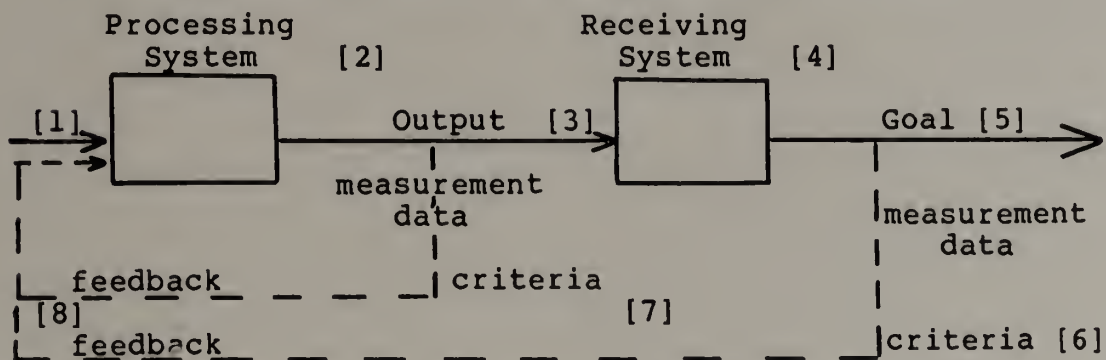 Processing
System [2]
Receiving
System [4]
[1]
Output [3]
Goal [5]
measurement
data
measurement
data
feedback
criteria
[8]
[7]
feedback
criteria [6]